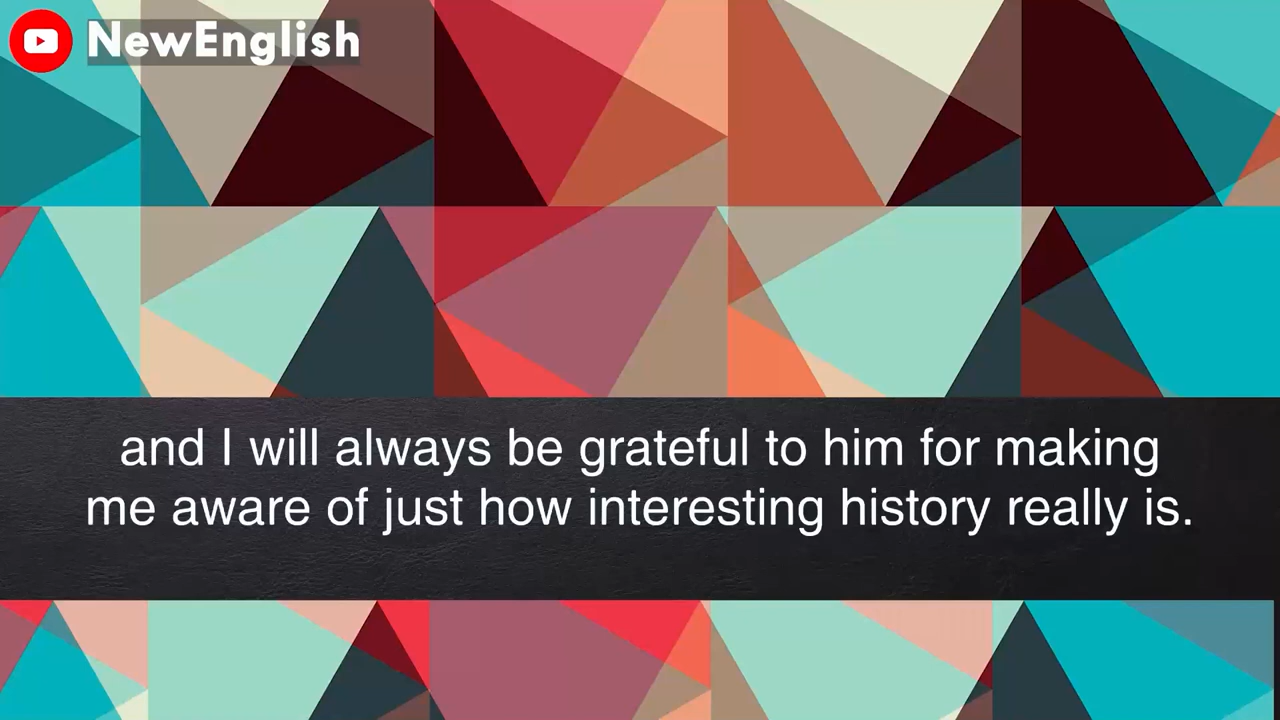 NewEnglish
and I will always be grateful to him for making
me aware of just how interesting history really is.